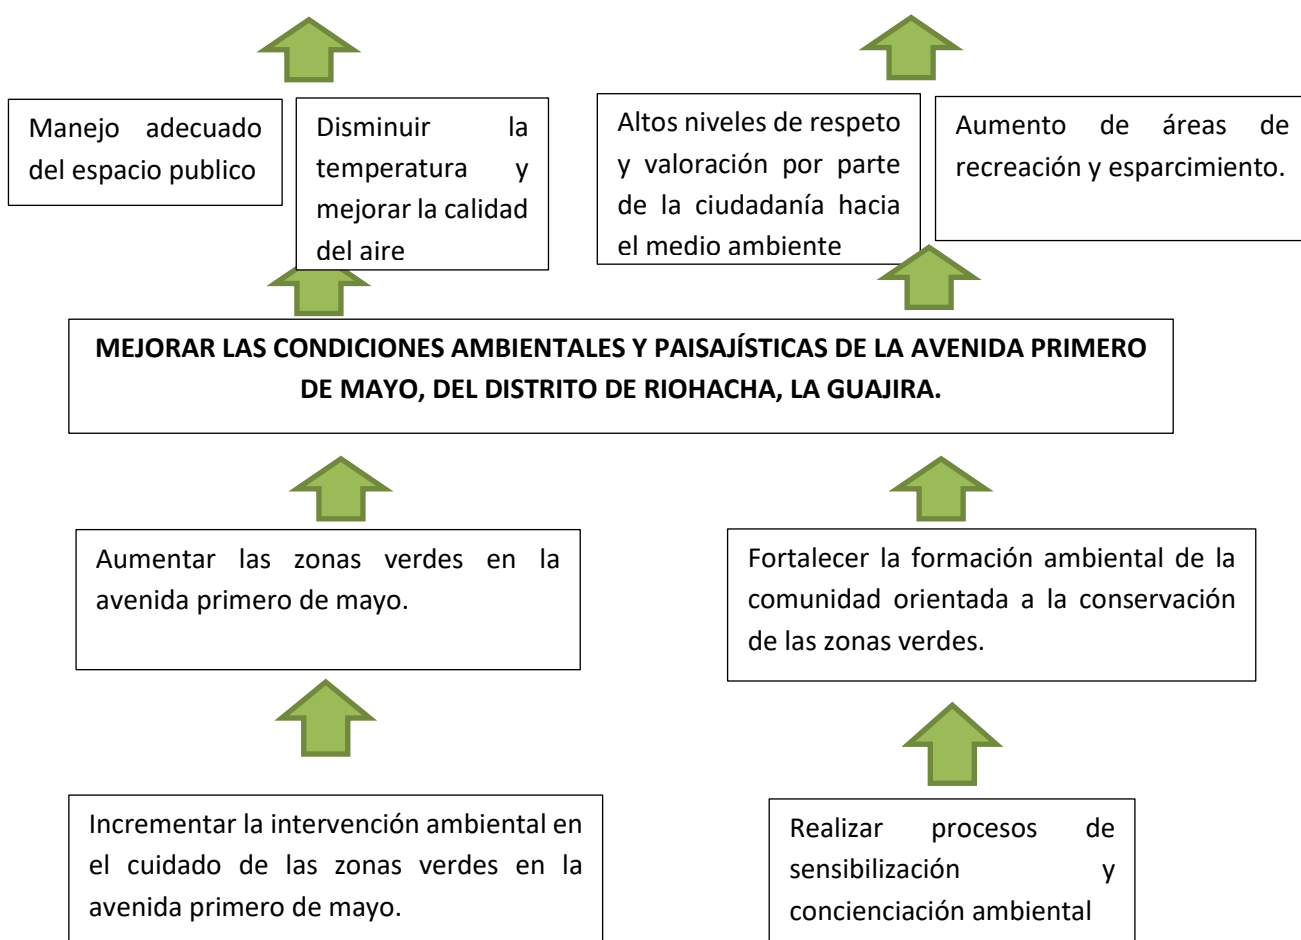 Manejo adecuado
del espacio publico
Disminuir la
temperatura y
mejorar la calidad
del aire
Altos niveles de respeto
y valoración por parte
de la ciudadanía hacia
el medio ambiente
Aumento de áreas de
recreación y esparcimiento.
MEJORAR LAS CONDICIONES AMBIENTALES Y PAISAJÍSTICAS DE LA AVENIDA PRIMERO
DE MAYO, DEL DISTRITO DE RIOHACHA, LA GUAJIRA.
Aumentar las zonas verdes en la
avenida primero de mayo.
Fortalecer la formación ambiental de la
comunidad orientada a la conservación
de las zonas verdes.
Incrementar la intervención ambiental en
el cuidado de las zonas verdes en la
avenida primero de mayo.
Realizar procesos de
sensibilización y
concienciación ambiental